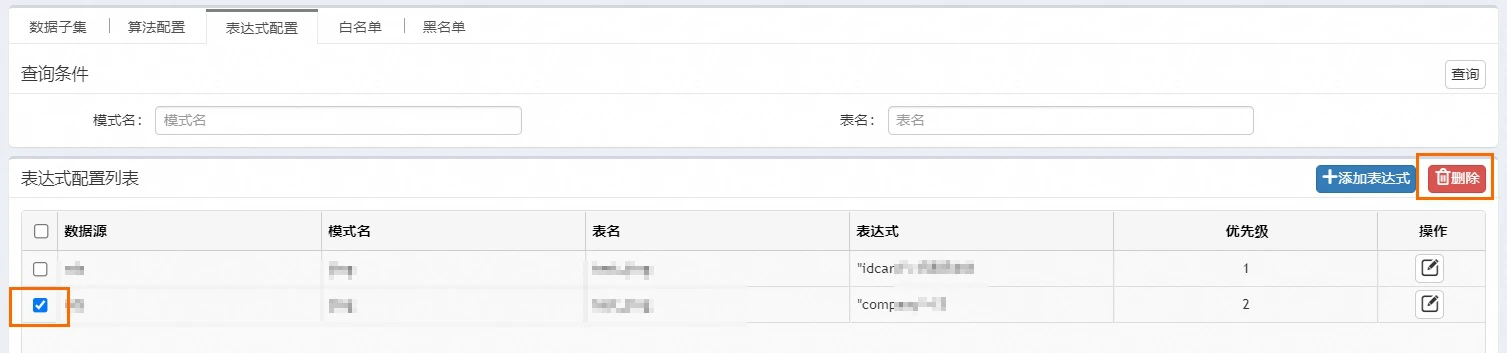 数据子集 算法配置 表达式配置 白名单 黑名单
查询条件 查询
模式名： 模式名 表名： 表名
表达式配置列表 添加表达式 删除
数据源 模式名 表名 表达式 优先级 操作
"idcar 1
"comp 2